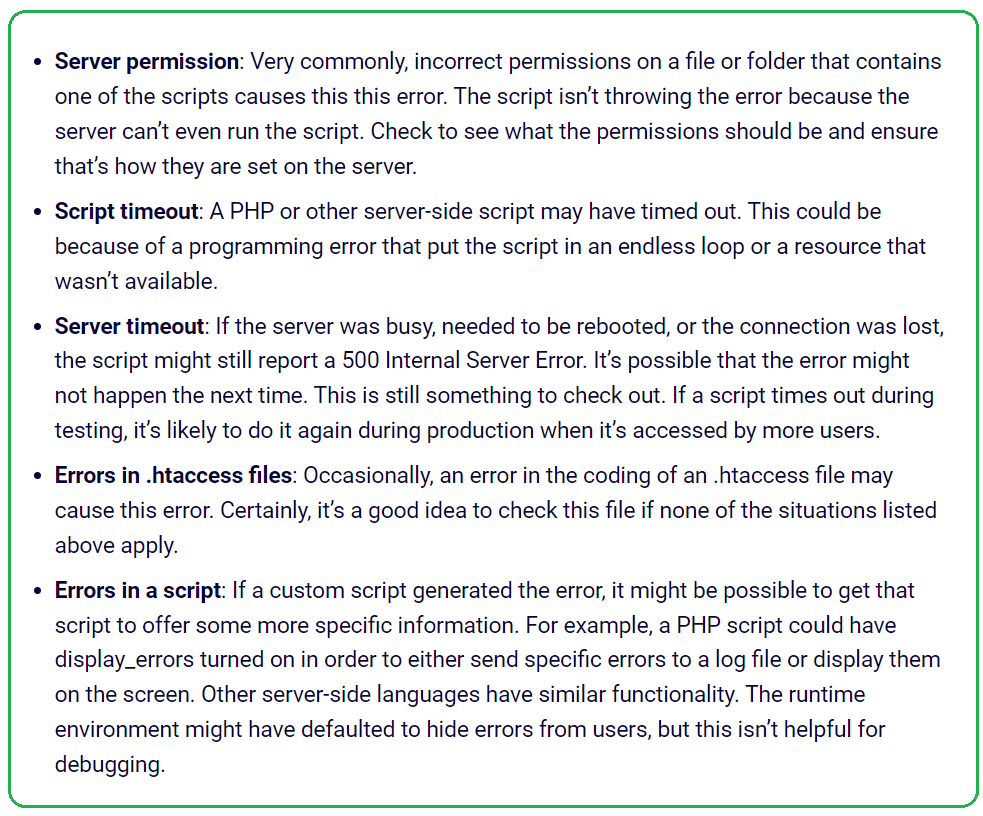 • Server permission: Very commonly, incorrect permissions on a file or folder that contains
one of the scripts causes this this error. The script isn’t throwing the error because the
server can’t even run the script. Check to see what the permissions should be and ensure
that’s how they are set on the server.
• Script timeout: A PHP or other server-side script may have timed out. This could be
because of a programming error that put the script in an endless loop or a resource that
wasn’t available.
• Server timeout: If the server was busy, needed to be rebooted, or the connection was lost,
the script might still report a 500 Internal Server Error. It’s possible that the error might
not happen the next time. This is still something to check out. If a script times out during
testing, it’s likely to do it again during production when it’s accessed by more users.
• Errors in .htaccess files: Occasionally, an error in the coding of an .htaccess file may
cause this error. Certainly, it’s a good idea to check this file if none of the situations listed
above apply.
• Errors in a script: If a custom script generated the error, it might be possible to get that
script to offer some more specific information. For example, a PHP script could have
display_errors turned on in order to either send specific errors to a log file or display them
on the screen. Other server-side languages have similar functionality. The runtime
environment might have defaulted to hide errors from users, but this isn’t helpful for
debugging.